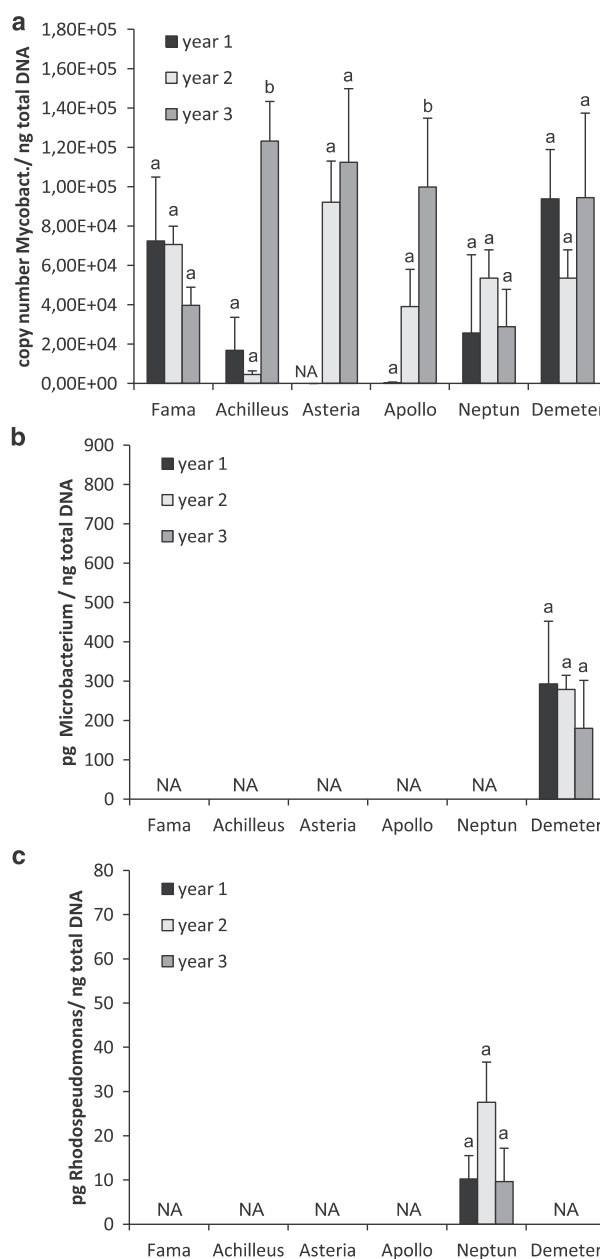 a
copy number Mycobact./ ng total DNA
1,80E+05
1,60E+05
1,40E+05
1,20E+05
1,00E+05
8,00E+04
6,00E+04
4,00E+04
2,00E+04
0,00E+00
year 1
year 2
year 3
a a a
a a b
NA a a
a a b
a a a
a a a
Fama Achilleus Asteria Apollo Neptun Demeter
b
pg Microbacterium / ng total DNA
900
800
700
600
500
400
300
200
100
0
year 1
year 2
year 3
NA NA NA NA NA
a a a
Fama Achilleus Asteria Apollo Neptun Demeter
c
pg Rhodospeudomonas/ ng total DNA
80
70
60
50
40
30
20
10
0
year 1
year 2
year 3
NA NA NA NA
a a a
NA
Fama Achilleus Asteria Apollo Neptun Demeter